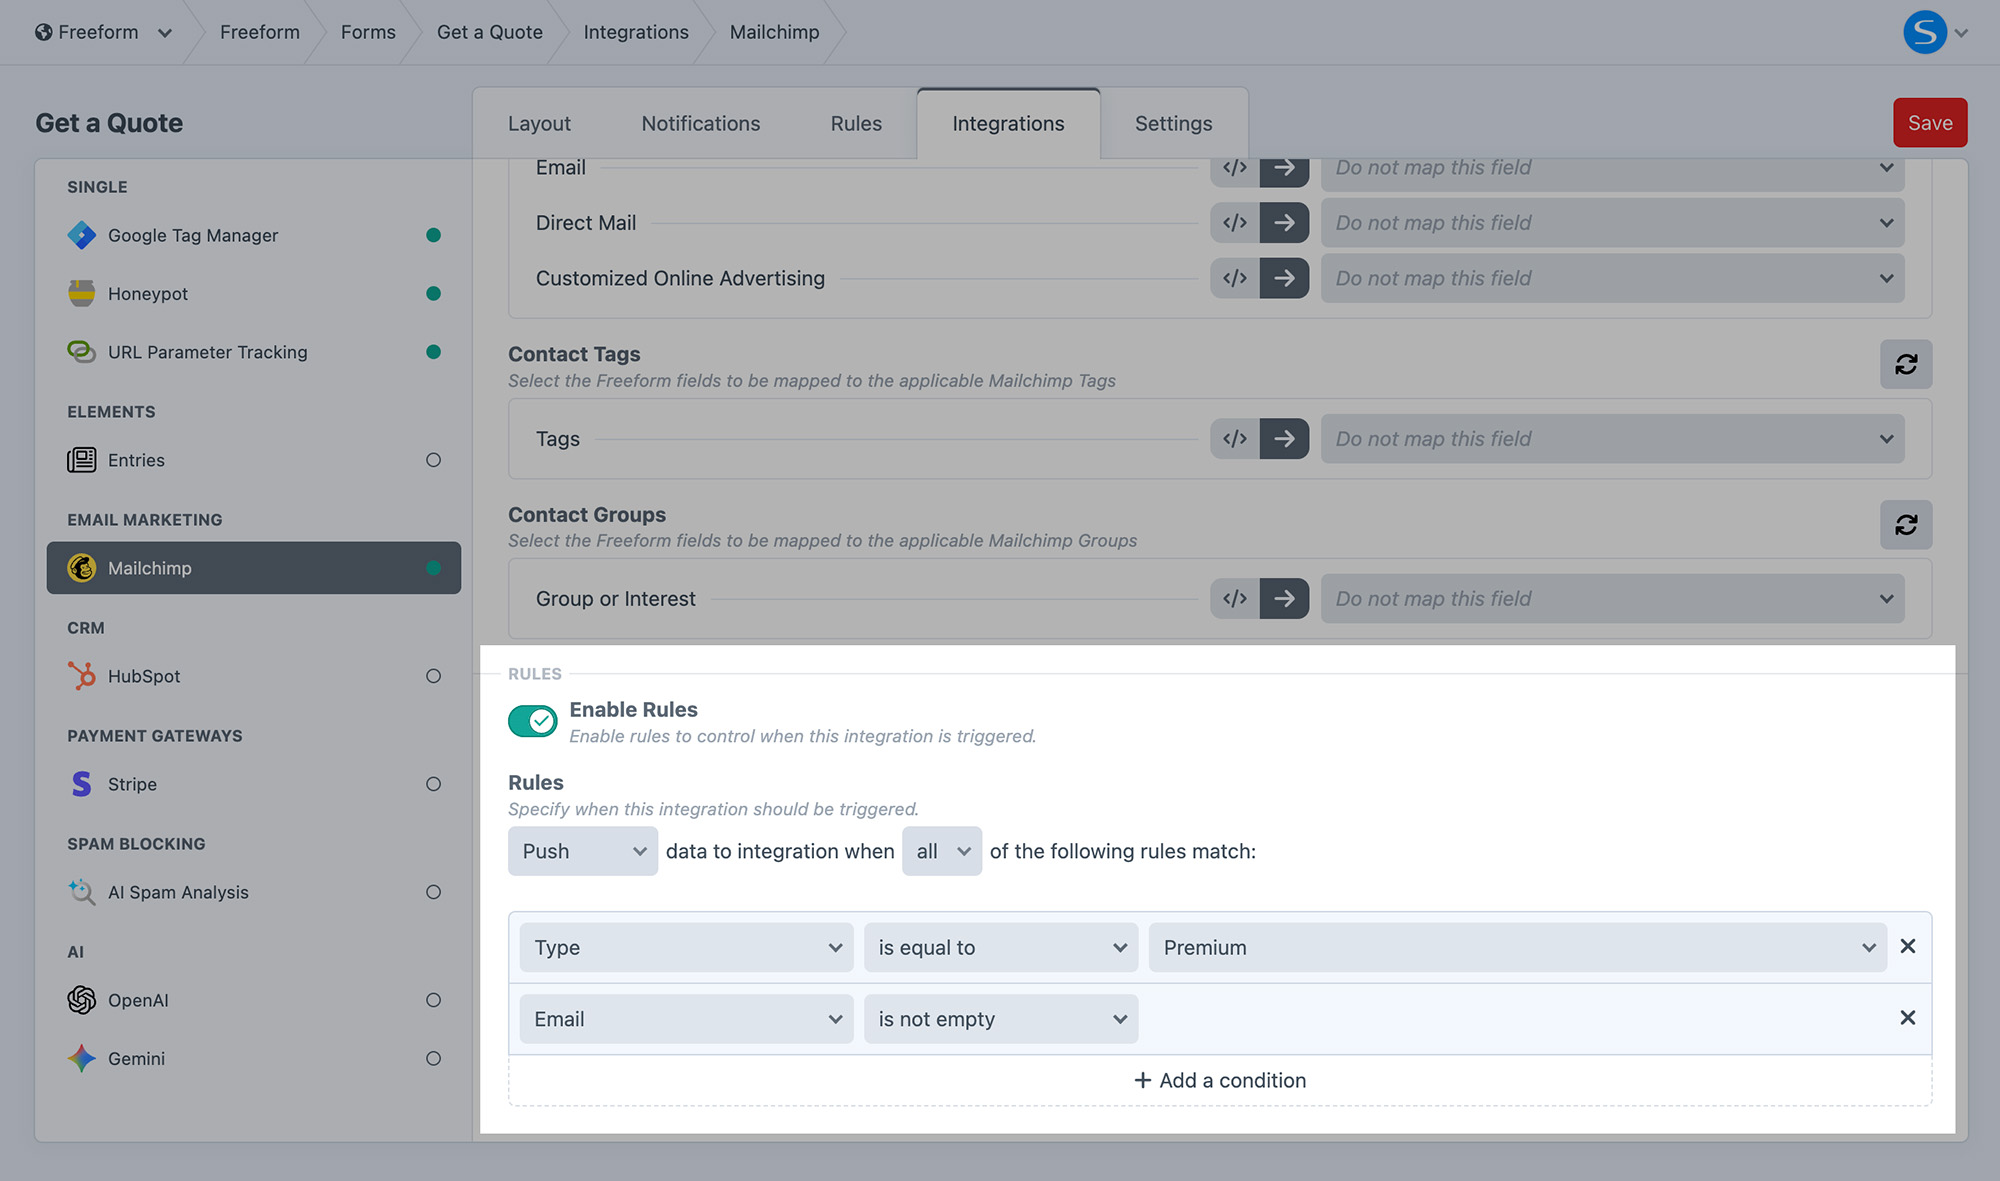 Freeform
Freeform
Forms
Get a Quote
Integrations
Mailchimp
S
Get a Quote
Layout
Notifications
Rules
Integrations
Settings
Save
SINGLE
Google Tag Manager
Honeypot
URL Parameter Tracking
ELEMENTS
Entries
EMAIL MARKETING
Mailchimp
CRM
HubSpot
PAYMENT GATEWAYS
Stripe
SPAM BLOCKING
AI Spam Analysis
AI
OpenAI
Gemini
Email </> Do not map this field
Direct Mail </> Do not map this field
Customized Online Advertising </> Do not map this field
Contact Tags
Select the Freeform fields to be mapped to the applicable Mailchimp Tags
Tags </> Do not map this field
Contact Groups
Select the Freeform fields to be mapped to the applicable Mailchimp Groups
Group or Interest </> Do not map this field
RULES
Enable Rules
Enable rules to control when this integration is triggered.
Rules
Specify when this integration should be triggered.
Push data to integration when all of the following rules match:
Type is equal to Premium
Email is not empty
+ Add a condition